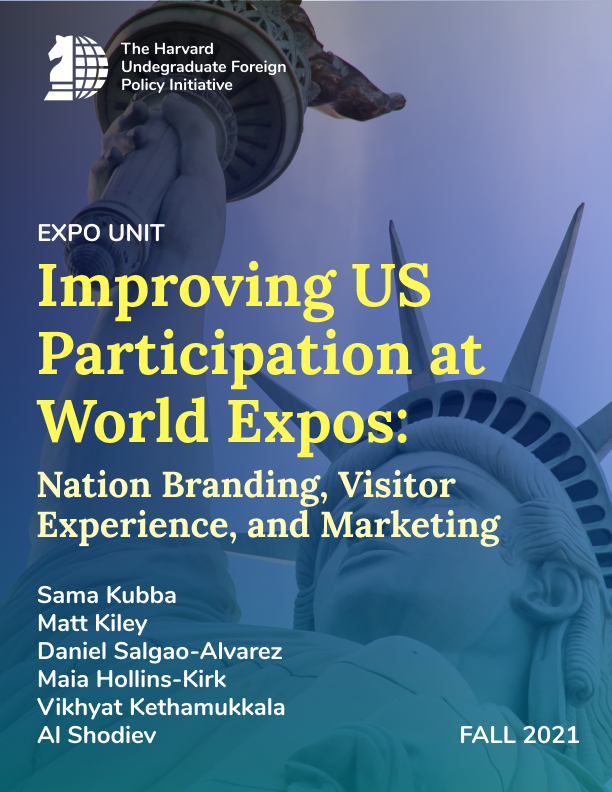 The Harvard
Undergraduate Foreign
Policy Initiative
EXPO UNIT
Improving US
Participation at
World Expos:
Nation Branding, Visitor
Experience, and Marketing
Sama Kubba
Matt Kiley
Daniel Salgao-Alvarez
Maia Hollins-Kirk
Vikhyat Kethamukkala
Al Shodiev
FALL 2021